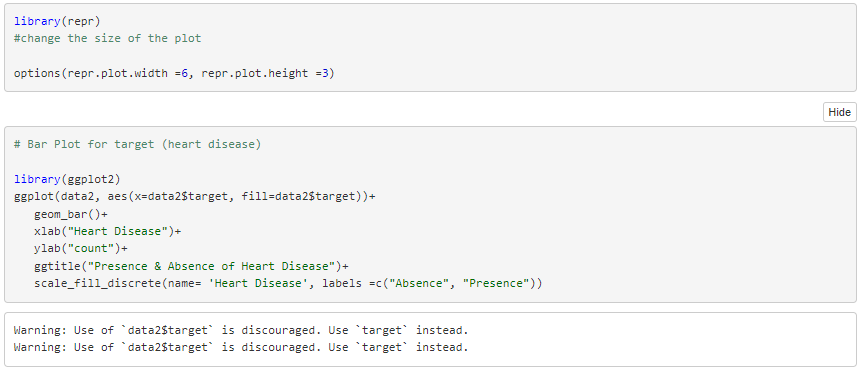 library(repr)
#change the size of the plot
options(repr.plot.width =6, repr.plot.height =3)
Hide
# Bar Plot for target (heart disease)
library(ggplot2)
ggplot(data2, aes(x=data2$target, fill=data2$target))+
geom_bar()+
xlab("Heart Disease")+
ylab("count")+
ggtitle("Presence & Absence of Heart Disease")+
scale_fill_discrete(name= 'Heart Disease', labels =c("Absence", "Presence"))
Warning: Use of `data2$target` is discouraged. Use `target` instead.
Warning: Use of `data2$target` is discouraged. Use `target` instead.